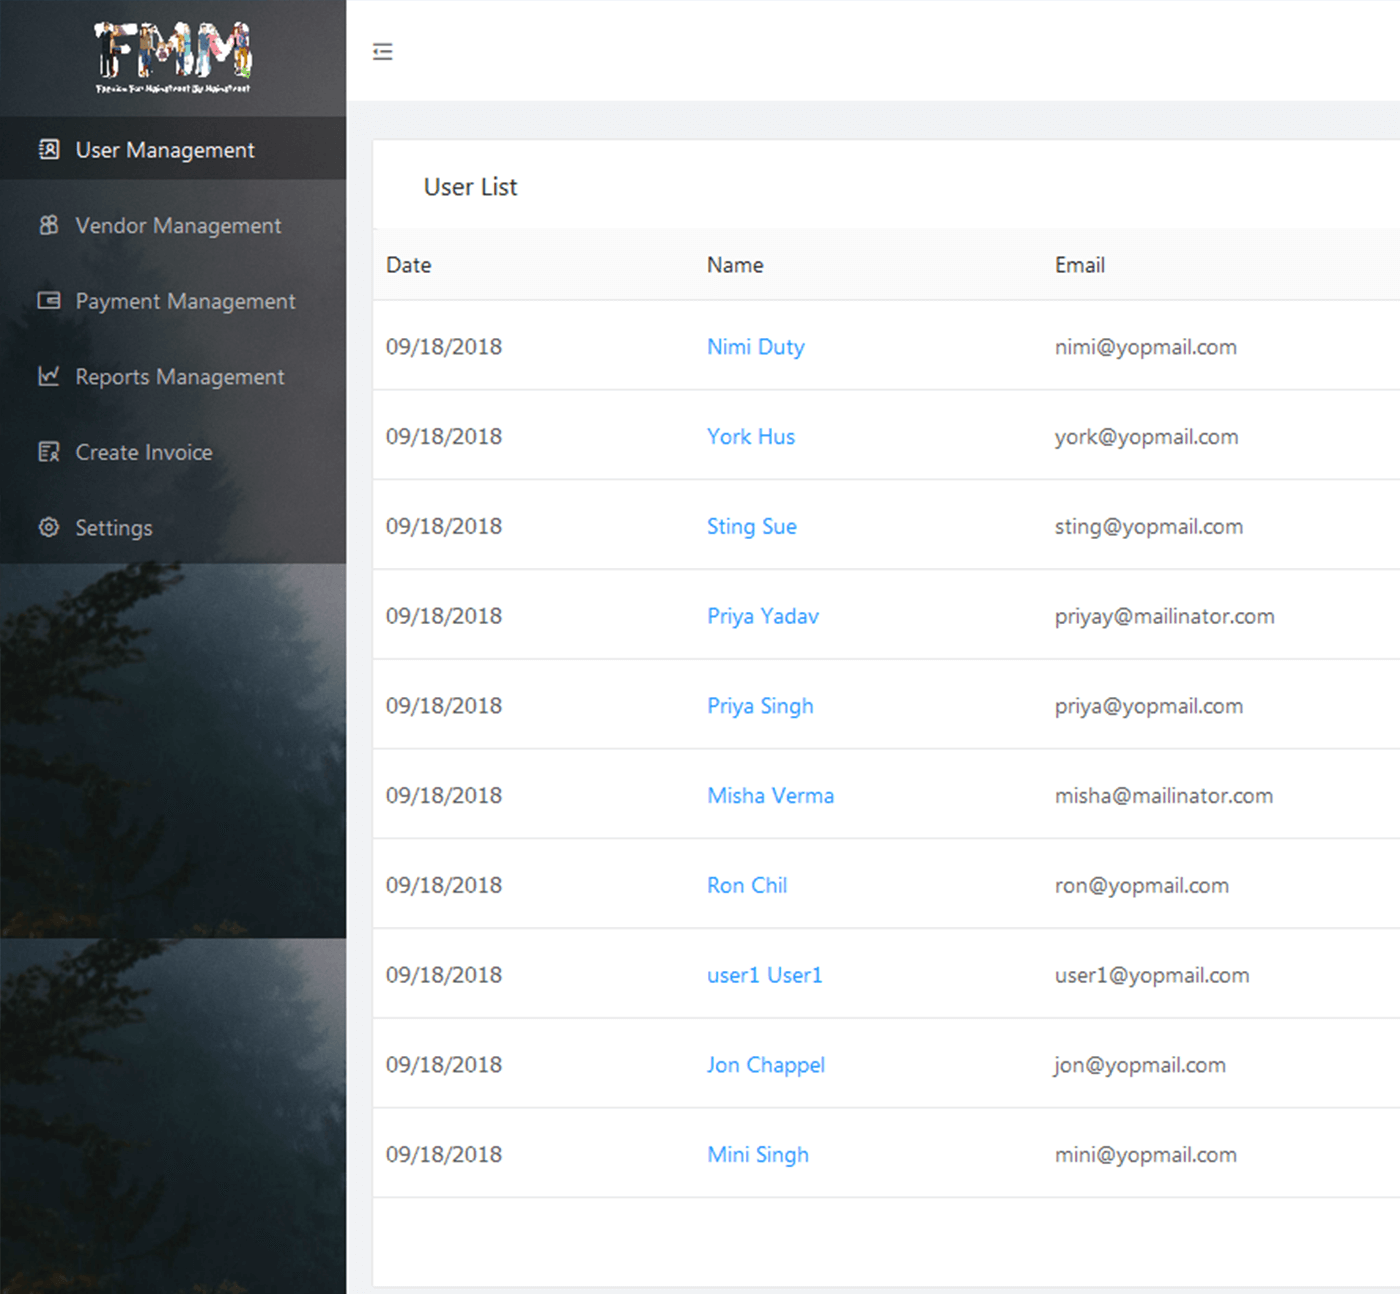 FMM
Fashion For Mainstreet By Mainstreet
User Management
Vendor Management
Payment Management
Reports Management
Create Invoice
Settings
User List
Date Name Email
09/18/2018 Nimi Duty nimi@yopmail.com
09/18/2018 York Hus york@yopmail.com
09/18/2018 Sting Sue sting@yopmail.com
09/18/2018 Priya Yadav priyay@mailinator.com
09/18/2018 Priya Singh priya@yopmail.com
09/18/2018 Misha Verma misha@mailinator.com
09/18/2018 Ron Chil ron@yopmail.com
09/18/2018 user1 User1 user1@yopmail.com
09/18/2018 Jon Chappel jon@yopmail.com
09/18/2018 Mini Singh mini@yopmail.com